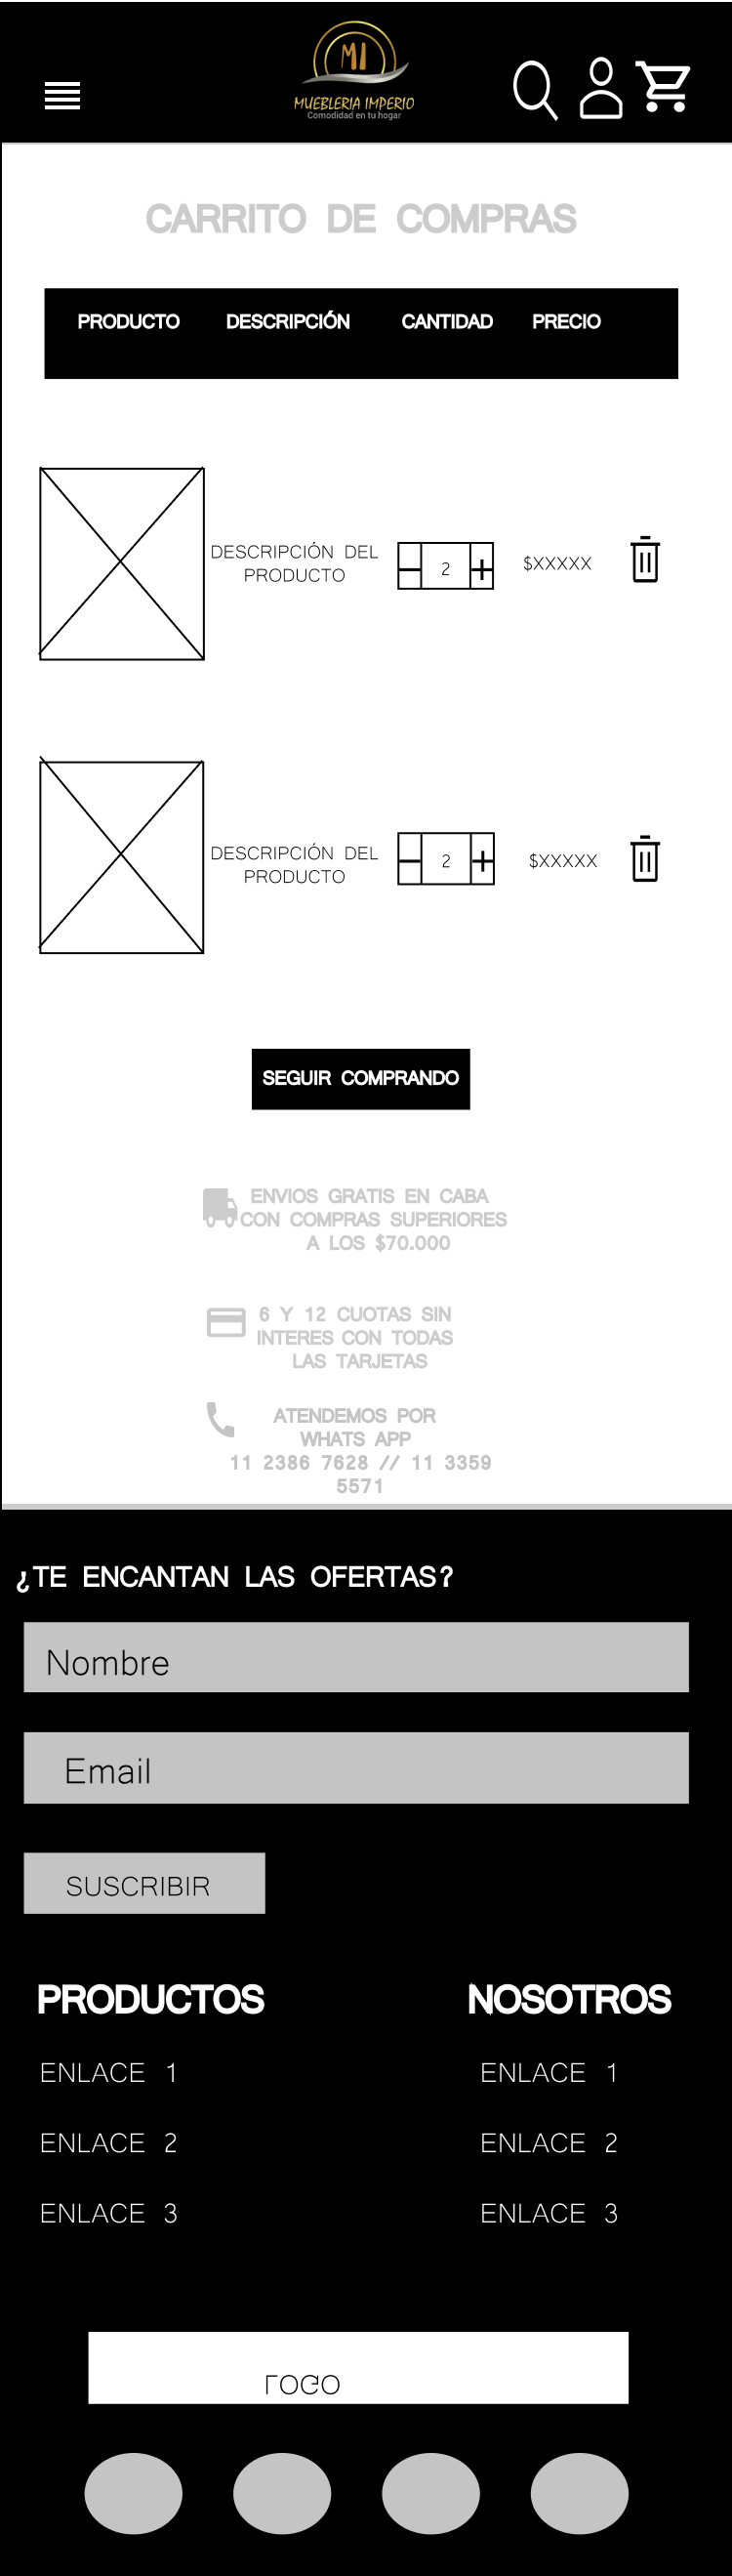 MI
MUEBLERIA IMPERIO
Comodidad en tu hogar
CARRITO DE COMPRAS
PRODUCTO DESCRIPCIÓN CANTIDAD PRECIO
DESCRIPCIÓN DEL
PRODUCTO
2
$XXXXX
DESCRIPCIÓN DEL
PRODUCTO
2
$XXXXX
SEGUIR COMPRANDO
ENVIOS GRATIS EN CABA
CON COMPRAS SUPERIORES
A LOS $70.000
6 Y 12 CUOTAS SIN
INTERES CON TODAS
LAS TARJETAS
ATENDEMOS POR
WHATS APP
11 2386 7628 // 11 3359
5571
¿TE ENCANTAN LAS OFERTAS?
Nombre
Email
SUSCRIBIR
PRODUCTOS
ENLACE 1
ENLACE 2
ENLACE 3
NOSOTROS
ENLACE 1
ENLACE 2
ENLACE 3
LOGO